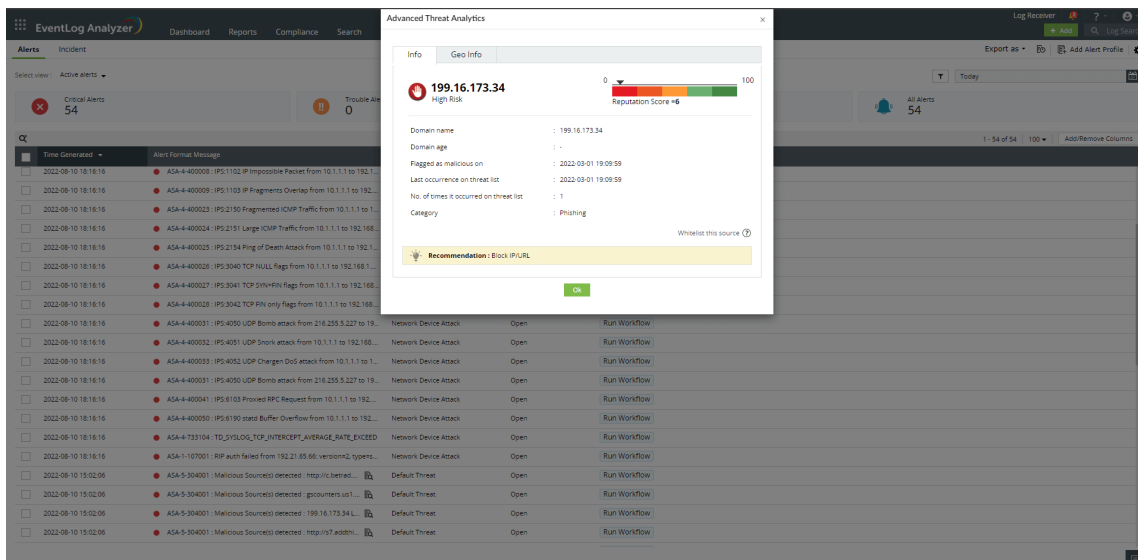 EventLog Analyzer
Dashboard Reports Compliance Search
Log Receiver ?
+ Add Log Sear
Alerts Incident
Export as Add Alert Profile
Select view : Active alerts
Today
Critical Alerts
54
Trouble Ale
0
All Alerts
54
1 - 54 of 54 100 Add/Remove Columns
Time Generated Alert Format Message
Advanced Threat Analytics ×
Info Geo Info
199.16.173.34
High Risk
0 100
Reputation Score =6
Domain name : 199.16.173.34
Domain age : -
Flagged as malicious on : 2022-03-01 19:09:59
Last occurrence on threat list : 2022-03-01 19:09:59
No. of times it occurred on threat list : 1
Category : Phishing
Whitelist this source ?
Recommendation : Block IP/URL
Ok
2022-08-10 18:16:16 ASA-4-400008 : IPS:1102 IP Impossible Packet from 10.1.1.1 to 192.1...
2022-08-10 18:16:16 ASA-4-400009 : IPS:1103 IP Fragments Overlap from 10.1.1.1 to 192....
2022-08-10 18:16:16 ASA-4-400023 : IPS:2150 Fragmented ICMP Traffic from 10.1.1.1 to 1...
2022-08-10 18:16:16 ASA-4-400024 : IPS:2151 Large ICMP Traffic from 10.1.1.1 to 192.168...
2022-08-10 18:16:16 ASA-4-400025 : IPS:2154 Ping of Death Attack from 10.1.1.1 to 192.1...
2022-08-10 18:16:16 ASA-4-400026 : IPS:3040 TCP NULL flags from 10.1.1.1 to 192.168.1....
2022-08-10 18:16:16 ASA-4-400027 : IPS:3041 TCP SYN+FIN flags from 10.1.1.1 to 192.168...
2022-08-10 18:16:16 ASA-4-400028 : IPS:3042 TCP FIN only flags from 10.1.1.1 to 192.168....
2022-08-10 18:16:16 ASA-4-400031 : IPS:4050 UDP Bomb attack from 216.255.5.227 to 19... Network Device Attack Open Run Workflow
2022-08-10 18:16:16 ASA-4-400032 : IPS:4051 UDP Snork attack from 10.1.1.1 to 192.168.... Network Device Attack Open Run Workflow
2022-08-10 18:16:16 ASA-4-400033 : IPS:4052 UDP Chargen DoS attack from 10.1.1.1 to 1... Network Device Attack Open Run Workflow
2022-08-10 18:16:16 ASA-4-400031 : IPS:4050 UDP Bomb attack from 216.255.5.227 to 19... Network Device Attack Open Run Workflow
2022-08-10 18:16:16 ASA-4-400041 : IPS:6103 Proxied RPC Request from 10.1.1.1 to 192.... Network Device Attack Open Run Workflow
2022-08-10 18:16:16 ASA-4-400050 : IPS:6190 statd Buffer Overflow from 10.1.1.1 to 192.... Network Device Attack Open Run Workflow
2022-08-10 18:16:16 ASA-4-733104 : TD_SYSLOG_TCP_INTERCEPT_AVERAGE_RATE_EXCEED Network Device Attack Open Run Workflow
2022-08-10 18:16:16 ASA-1-107001 : RIP auth failed from 192.21.65.66: version=2, typens... Network Device Attack Open Run Workflow
2022-08-10 15:02:06 ASA-5-304001 : Malicious Source(s) detected : http://c.betrad.... Default Threat Open Run Workflow
2022-08-10 15:02:06 ASA-5-304001 : Malicious Source(s) detected : gscounters.us1.... Default Threat Open Run Workflow
2022-08-10 15:02:06 ASA-5-304001 : Malicious Source(s) detected : 199.16.173.34 L... Default Threat Open Run Workflow
2022-08-10 15:02:06 ASA-5-304001 : Malicious Source(s) detected : http://s7.addthi... Default Threat Open Run Workflow